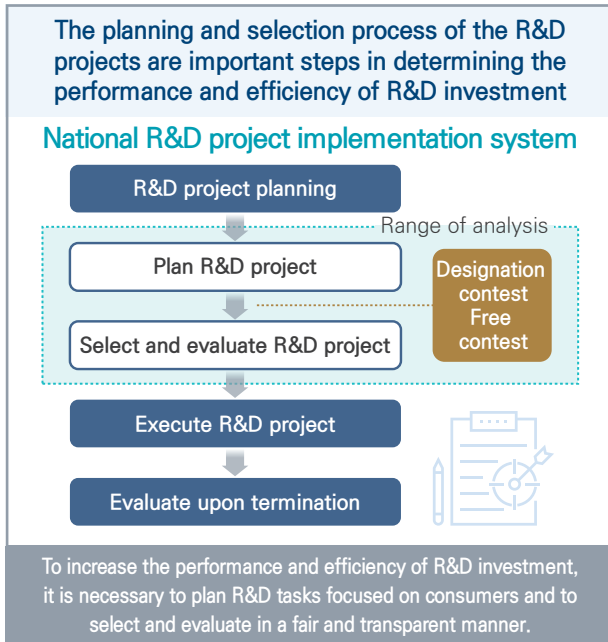 The planning and selection process of the R&D
projects are important steps in determining the
performance and efficiency of R&D investment
National R&D project implementation system
R&D project planning
Range of analysis
Plan R&D project
Designation
contest
Free
contest
Select and evaluate R&D project
Execute R&D project
Evaluate upon termination
To increase the performance and efficiency of R&D investment,
it is necessary to plan R&D tasks focused on consumers and to
select and evaluate in a fair and transparent manner.